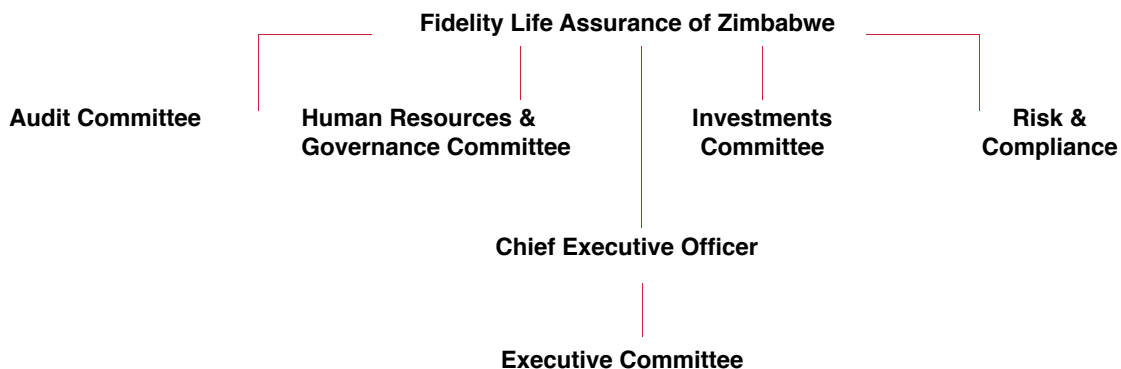 Fidelity Life Assurance of Zimbabwe
Audit Committee
Human Resources &
Governance Committee
Investments
Committee
Risk &
Compliance
Chief Executive Officer
Executive Committee